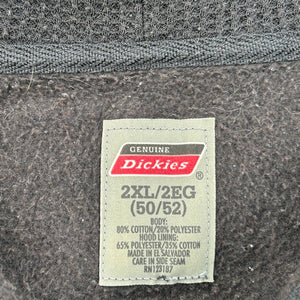 GENUINE
Dickies
®
2XL/2EG
(50/52)
BODY:
80% COTTON/20% POLYESTER
HOOD LINING:
65% POLYESTER/35% COTTON
MADE IN EL SALVADOR
CARE IN SIDE SEAM
RN123187